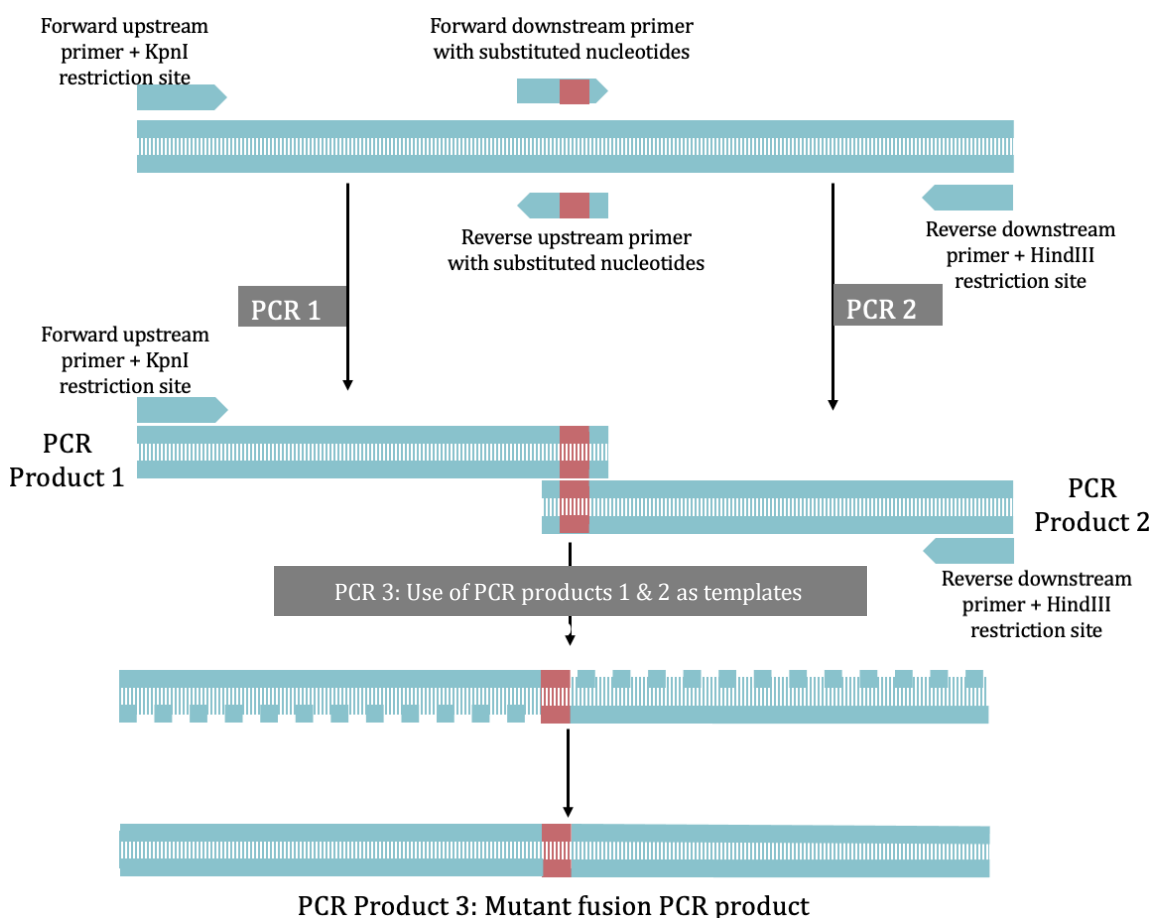 Forward upstream
primer + KpnI
restriction site
Forward downstream primer
with substituted nucleotides
Reverse upstream primer
with substituted nucleotides
Reverse downstream
primer + HindIII
restriction site
PCR 1
PCR 2
Forward upstream
primer + KpnI
restriction site
PCR
Product 1
PCR
Product 2
Reverse downstream
primer + HindIII
restriction site
PCR 3: Use of PCR products 1 & 2 as templates
PCR Product 3: Mutant fusion PCR product